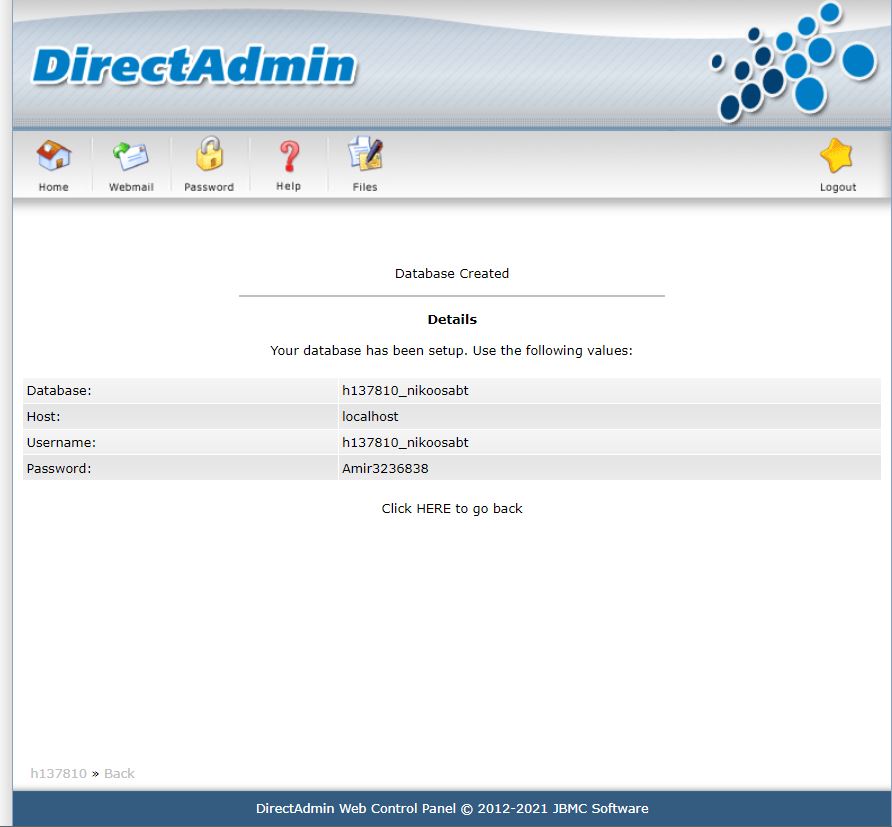 DirectAdmin
Home Webmail Password Help Files Logout
Database Created
Details
Your database has been setup. Use the following values:
Database: h137810_nikoosabt
Host: localhost
Username: h137810_nikoosabt
Password: Amir3236838
Click HERE to go back
h137810 » Back
DirectAdmin Web Control Panel © 2012-2021 JBMC Software